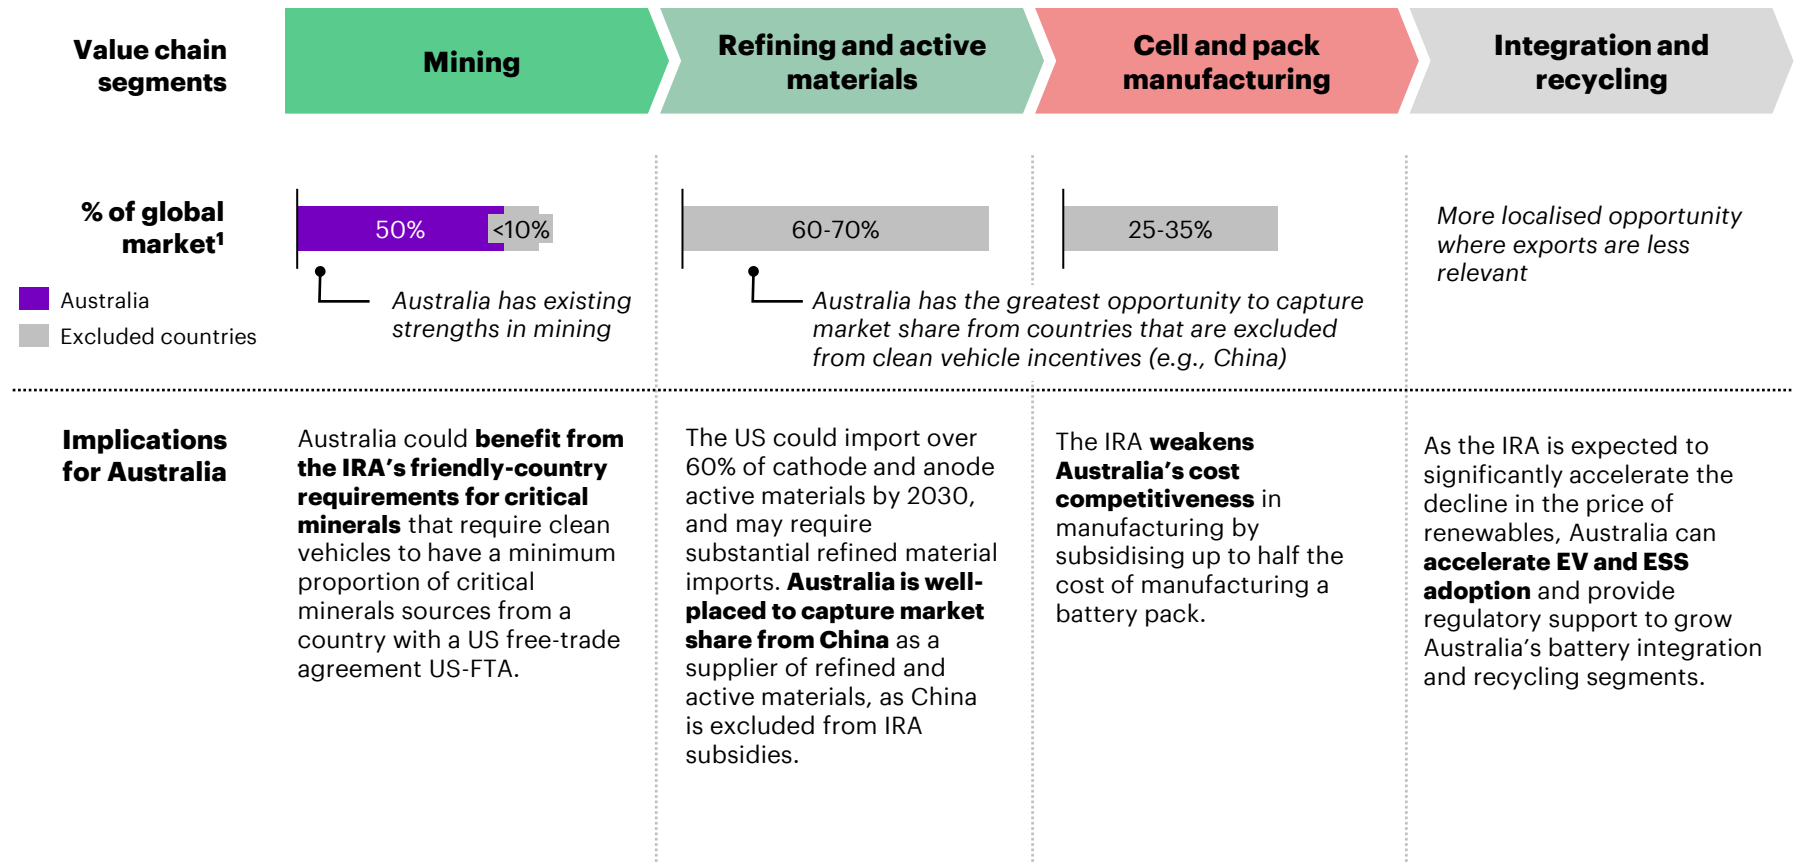 Value chain
segments
Mining
Refining and active
materials
Cell and pack
manufacturing
Integration and
recycling
% of global
market¹
Australia
Excluded countries
50%
<10%
Australia has existing
strengths in mining
60-70%
Australia has the greatest opportunity to capture
market share from countries that are excluded
from clean vehicle incentives (e.g., China)
25-35%
More localised opportunity
where exports are less
relevant
Implications
for Australia
Australia could benefit from
the IRA's friendly-country
requirements for critical
minerals that require clean
vehicles to have a minimum
proportion of critical
minerals sources from a
country with a US free-trade
agreement US-FTA.
The US could import over
60% of cathode and anode
active materials by 2030,
and may require
substantial refined material
imports. Australia is well-
placed to capture market
share from China as a
supplier of refined and
active materials, as China
is excluded from IRA
subsidies.
The IRA weakens
Australia's cost
competitiveness in
manufacturing by
subsidising up to half the
cost of manufacturing a
battery pack.
As the IRA is expected to
significantly accelerate the
decline in the price of
renewables, Australia can
accelerate EV and ESS
adoption and provide
regulatory support to grow
Australia's battery integration
and recycling segments.